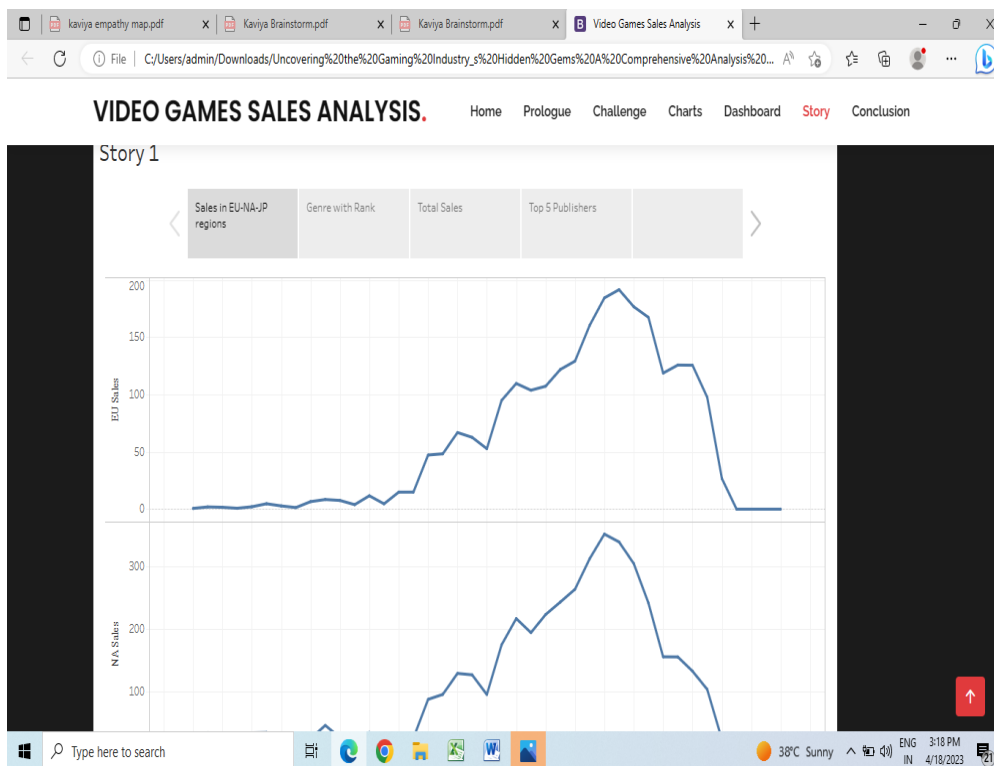 kaviya empathy map.pdf
Kaviya Brainstorm.pdf
Kaviya Brainstorm.pdf
B Video Games Sales Analysis
File
C:/Users/admin/Downloads/Uncovering%20the%20Gaming%20Industry_s%20Hidden%20Gems%20A%20Comprehensive%20Analysis%20...
VIDEO GAMES SALES ANALYSIS.
Home Prologue Challenge Charts Dashboard Story Conclusion
Story 1
Sales in EU-NA-JP
regions
Genre with Rank
Total Sales
Top 5 Publishers
200
150
100
50
0
EU Sales
300
200
100
NA Sales
Type here to search
38°C Sunny
ENG
IN
3:18 PM
4/18/2023
21